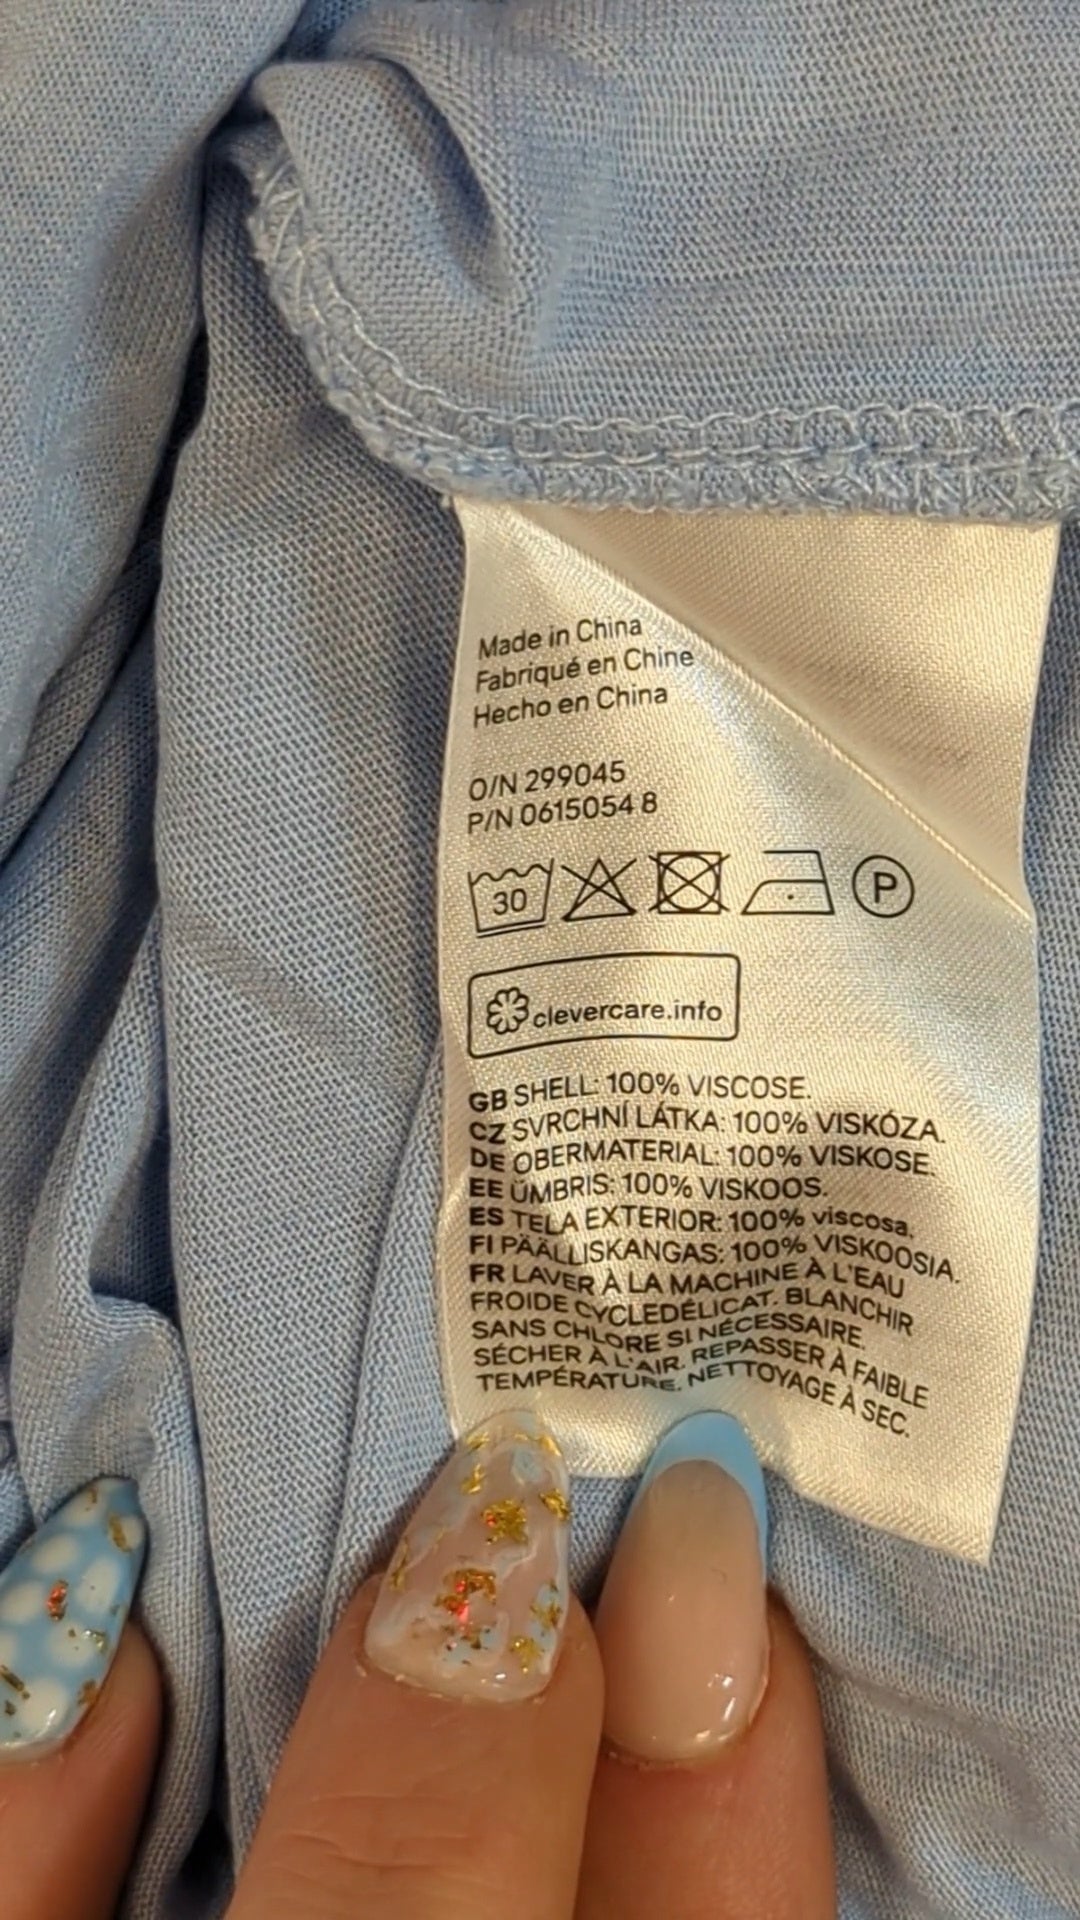 Made in China
Fabriqué en Chine
Hecho en China
O/N 299045
P/N 0615054 8
30 P
clevercare.info
GB SHELL: 100% VISCOSE.
CZ SVRCHNÍ LÁTKA: 100% VISKÓZA.
DE OBERMATERIAL: 100% VISKOSE.
EE ÜMBRIS: 100% VISKOOS.
ES TELA EXTERIOR: 100% viscosa.
FI PÄÄLLISKANGAS: 100% VISKOOSIA.
FR LAVER À LA MACHINE À L'EAU
FROIDE CYCLEDÉLICAT. BLANCHIR
SANS CHLORE SI NÉCESSAIRE.
SÉCHER À L'AIR. REPASSER À FAIBLE
TEMPÉRATURE. NETTOYAGE À SEC.